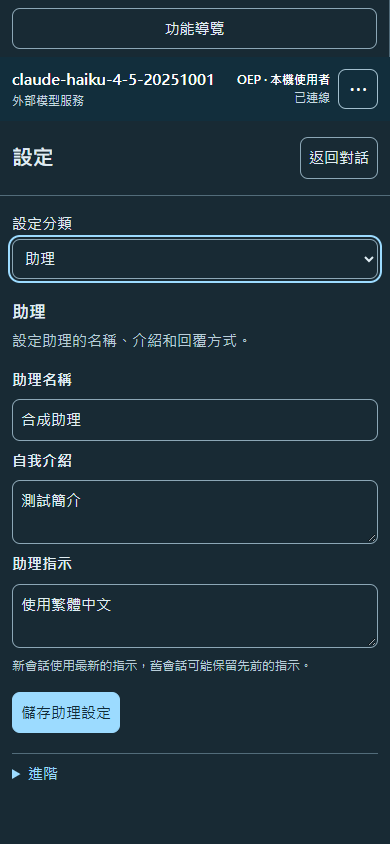 功能導覽
claude-haiku-4-5-20251001
OEP · 本機使用者
外部模型服務
已連線
設定
返回對話
設定分類
助理
助理
設定助理的名稱、介紹和回覆方式。
助理名稱
合成助理
自我介紹
測試簡介
助理指示
使用繁體中文
新會話使用最新的指示，舊會話可能保留先前的指示。
儲存助理設定
進階